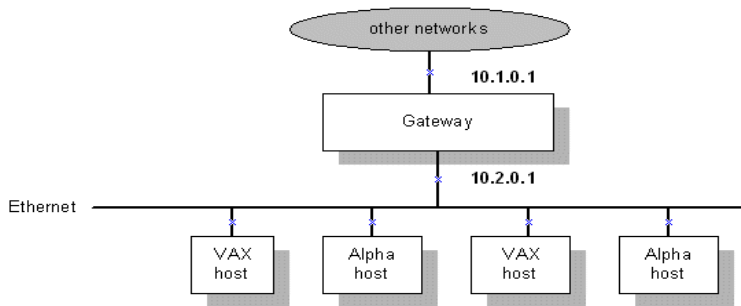 other networks
10.1.0.1
Gateway
10.2.0.1
Ethernet
VAX
host
Alpha
host
VAX
host
Alpha
host